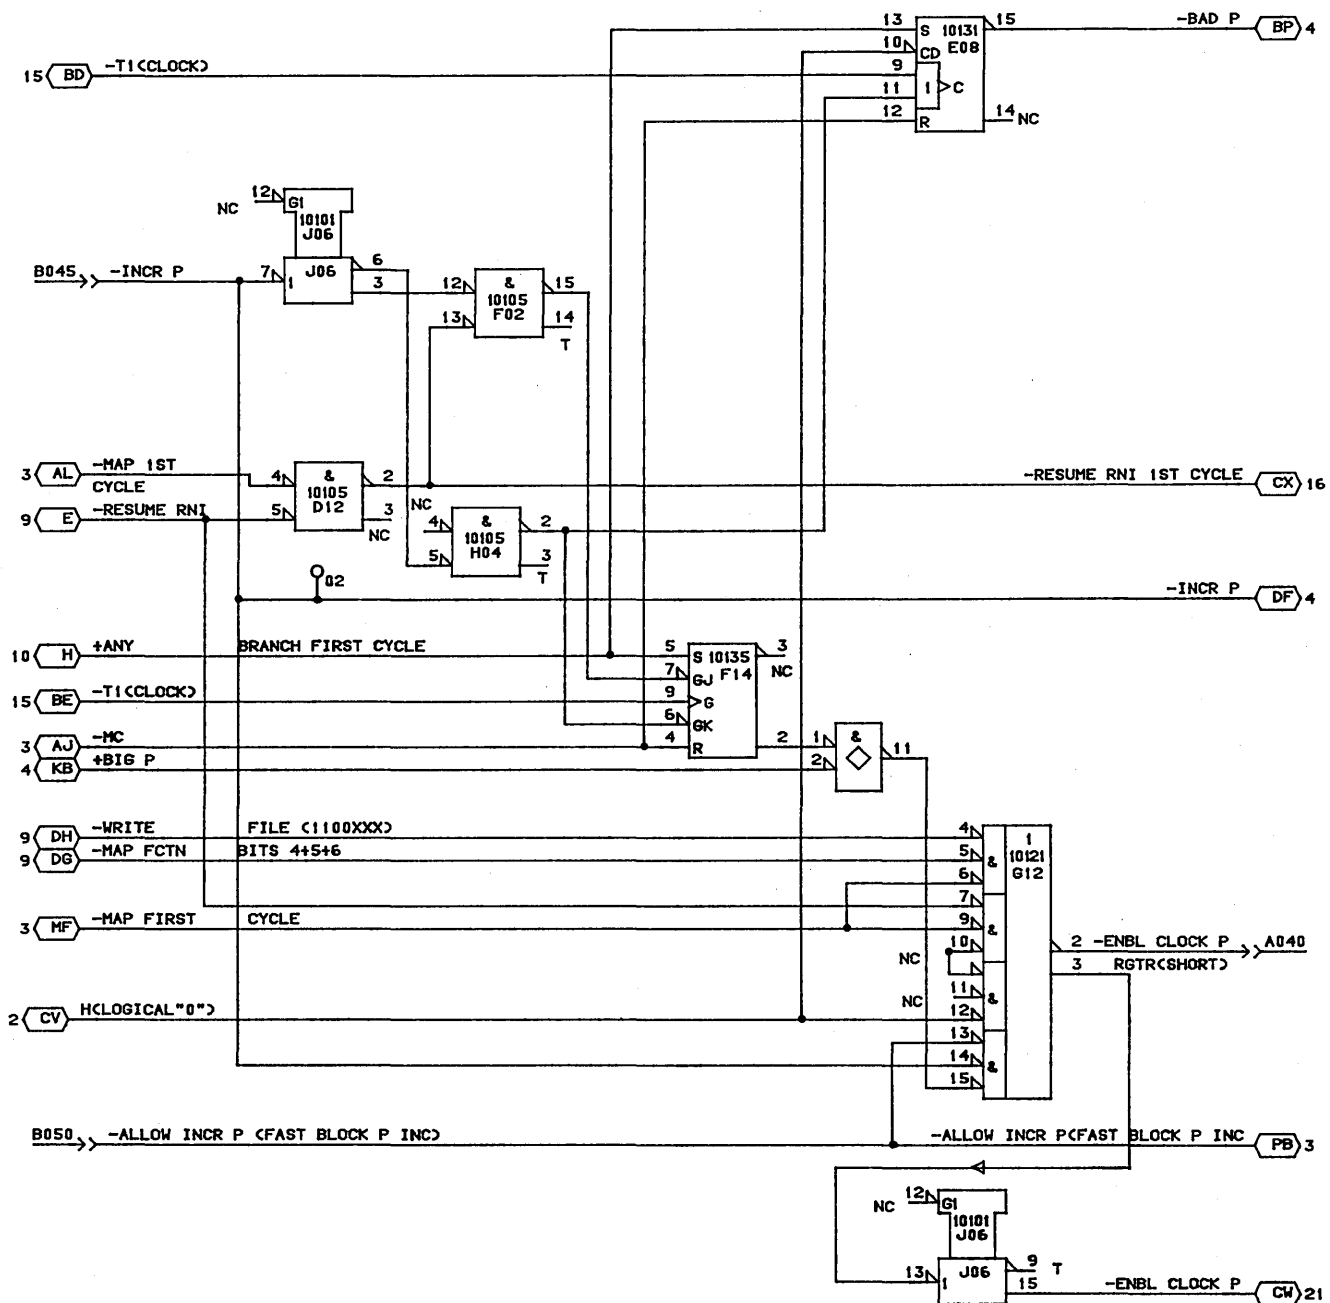 13 S 10131 15 -BAD P BP 4
10 CD E08
15 BD -T1(CLOCK) 9
11 1 C
12 R 14 NC
NC 12 G1
10101
J06
B045 -INCR P 7 1 J06 6
3 12 & 15
10105
13 F02 14
T
3 AL -MAP 1ST 4 & 2 -RESUME RNI 1ST CYCLE CX 16
CYCLE 10105
9 E -RESUME RNI 5 D12 3
NC
NC 4 & 2
10105
5 H04 3
T
02
-INCR P DF 4
10 H +ANY BRANCH FIRST CYCLE 5 S 10135 3
7 GJ F14 NC
15 BE -T1(CLOCK) 9 G
6 GK
3 AJ -MC 4 R 2 1 & 11
4 KB +BIG P 2
9 DH -WRITE FILE (1100XXX) 4 1
9 DG -MAP FCTN BITS 4+5+6 5 & 10121
6 G12
7
3 MF -MAP FIRST CYCLE 9 &
NC 10 2 -ENBL CLOCK P A040
3 RGTR(SHORT)
NC 11 &
2 CV H(LOGICAL"0") 12
13
14 &
15
B050 -ALLOW INCR P (FAST BLOCK P INC) -ALLOW INCR P(FAST BLOCK P INC PB 3
NC 12 G1
10101
J06
13 1 J06 9 T
15 -ENBL CLOCK P CW 21